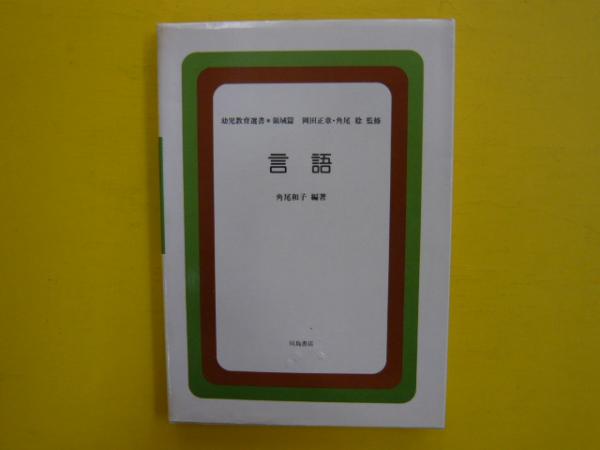 幼児教育選書*領域篇 岡田正章・角尾 稔 監修
言語
角尾和子 編著
川島書店